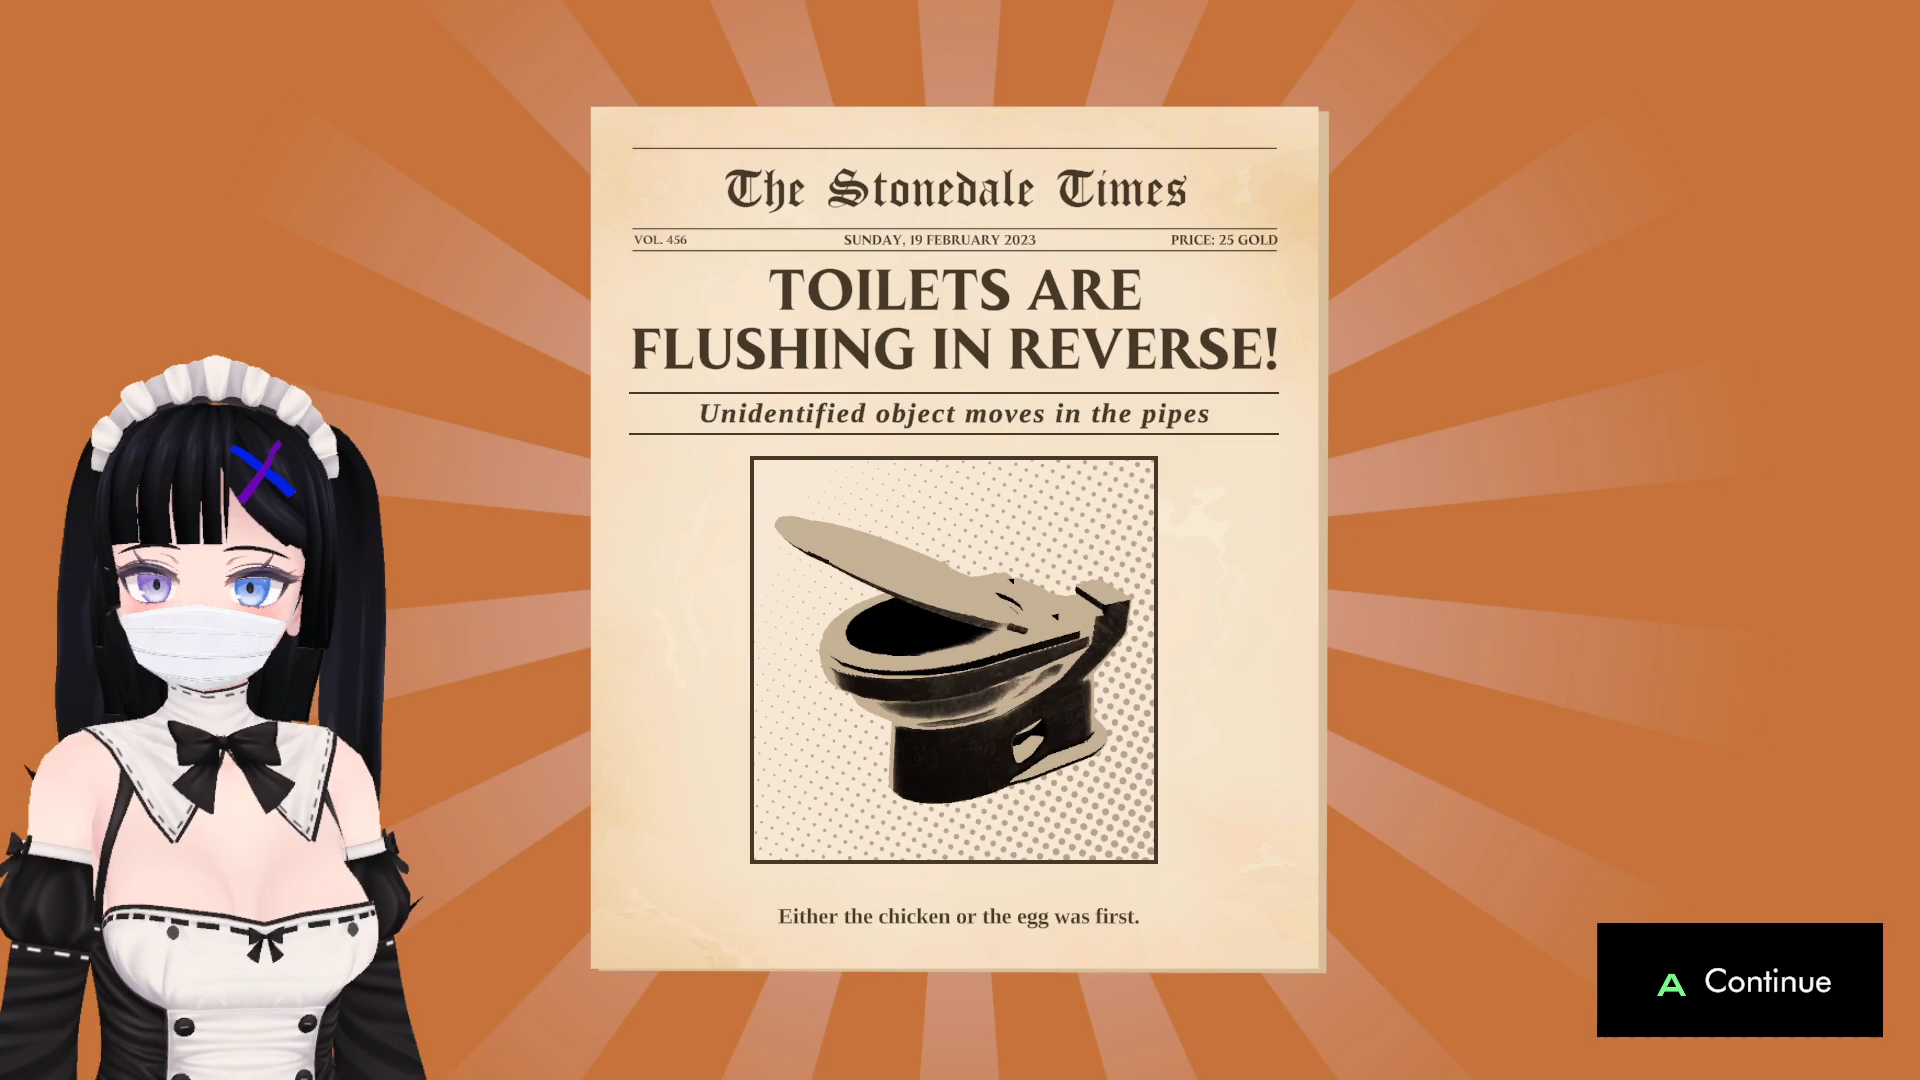 The Stonedale Times
VOL. 456 SUNDAY, 19 FEBRUARY 2023 PRICE: 25 GOLD
TOILETS ARE
FLUSHING IN REVERSE!
Unidentified object moves in the pipes
Either the chicken or the egg was first.
A Continue